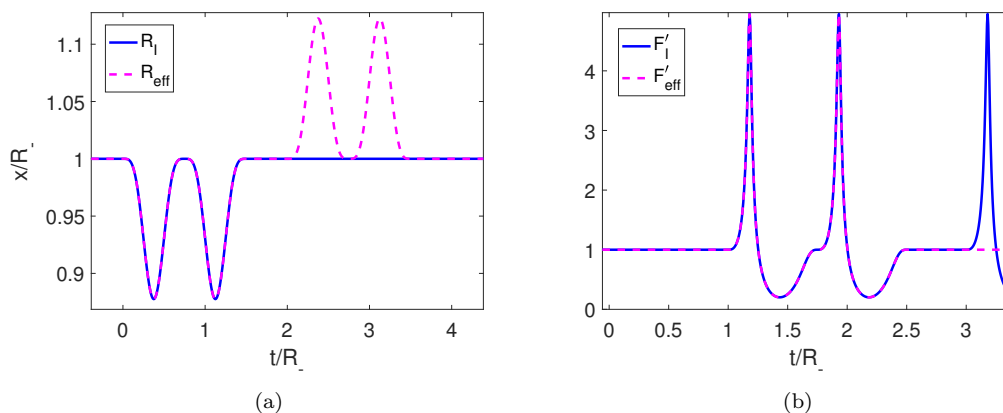 1.1
1.05
1
0.95
0.9
x/R_-
R_I
R_eff
0 1 2 3 4
t/R_-
(a)
4
3
2
1
0
F'_I
F'_eff
0 0.5 1 1.5 2 2.5 3
t/R_-
(b)